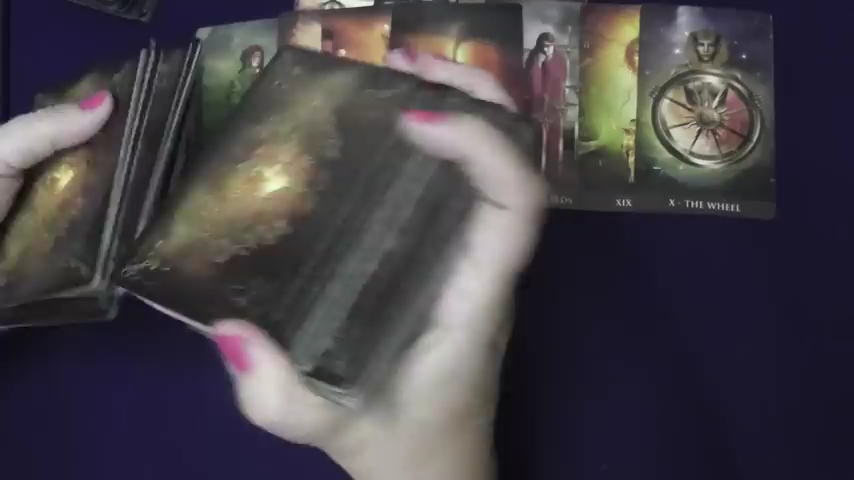 XIX
X - THE WHEEL